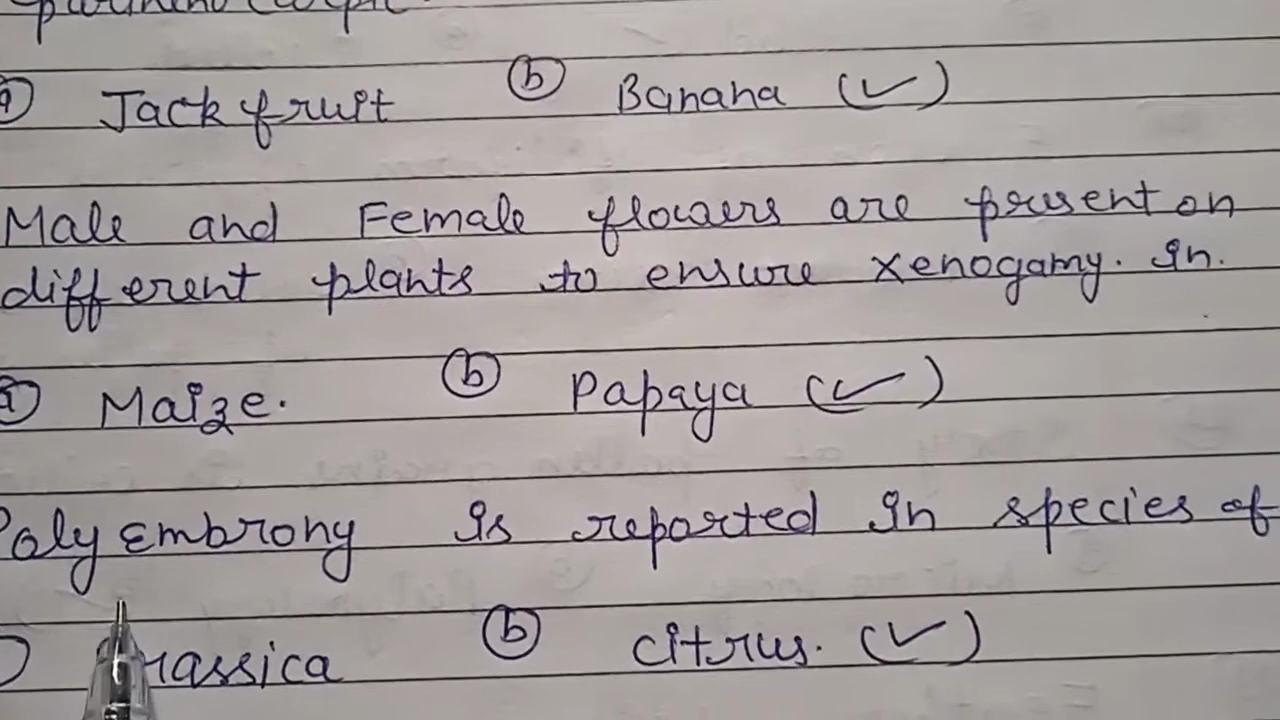 ⓐ Jackfruit ⓑ Banana (✓)
Male and Female flowers are present on
different plants to ensure xenogamy. In.
ⓐ Maize. ⓑ Papaya (✓)
Polyembrony is reported in species of
ⓑ citrus. (✓)